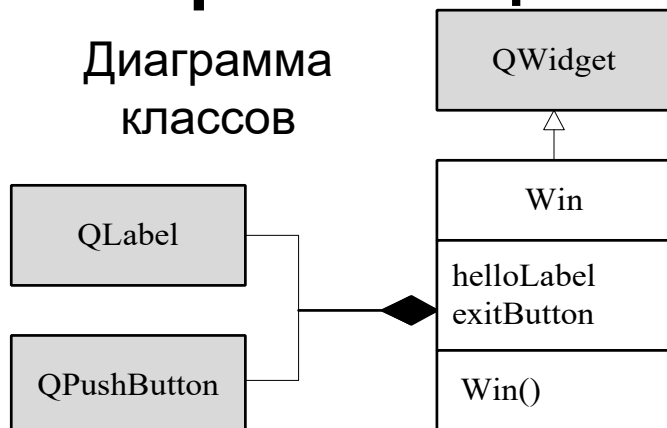 Диаграмма
классов
QWidget
Win
helloLabel
exitButton
Win()
QLabel
QPushButton